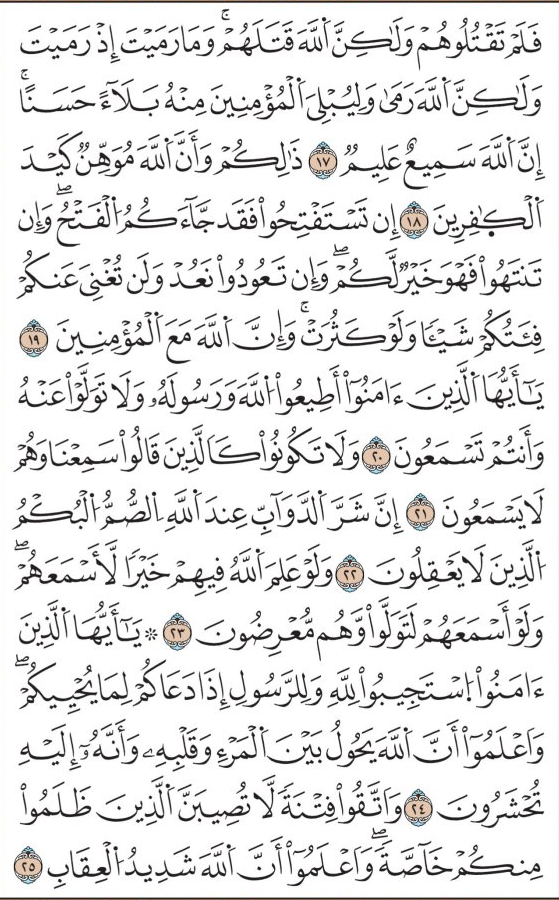 فَلَمۡ تَقۡتُلُوهُمۡ وَلَٰكِنَّ ٱللَّهَ قَتَلَهُمۡۚ وَمَا رَمَيۡتَ إِذۡ رَمَيۡتَ
وَلَٰكِنَّ ٱللَّهَ رَمَىٰ وَلِيُبۡلِيَ ٱلۡمُؤۡمِنِينَ مِنۡهُ بَلَآءً حَسَنًاۚ
إِنَّ ٱللَّهَ سَمِيعٌ عَلِيمٞ ١٧ ذَٰلِكُمۡ وَأَنَّ ٱللَّهَ مُوَهِّنٞ كَيۡدَ
ٱلۡكٰٜفِرِينَ ١٨ إِن تَسۡتَفۡتِحُواْ فَقَد جَّآءَكُمُ ٱلۡفَتۡحُۖ وَإِن
تَنتَهُواْ فَهۡوَ خَيۡرٞ لَّكُمۡۖ وَإِن تَعُودُواْ نَعُدۡ وَلَن تُغۡنِيَ عَنكُمۡ
فِئَتُكُمۡ شَيۡـٔٗا وَلَوۡ كَثُرَتۡۚ وَإِنَّ ٱللَّهَ مَعَ ٱلۡمُؤۡمِنِينَ ١٩
يَٰٓأَيُّهَا ٱلَّذِينَ ءَامَنُوٓاْ أَطِيعُواْ ٱللَّهَ وَرَسُولَهُۥ وَلَا تَوَلَّوۡاْ عَنۡهُ
وَأَنتُمۡ تَسۡمَعُونَ ٢٠ وَلَا تَكُونُواْ كَٱلَّذِينَ قَالُواْ سَمِعۡنَا وَهُمۡ
لَا يَسۡمَعُونَ ٢١ إِنَّ شَرَّ ٱلدَّوَآبِّ عِندَ ٱللَّهِ ٱلصُّمُّ ٱلۡبُكۡمُ
ٱلَّذِينَ لَا يَعۡقِلُونَ ٢٢ وَلَوۡ عَلِمَ ٱللَّهُ فِيهِمۡ خَيۡرٗا لَّأَسۡمَعَهُمۡۖ
وَلَوۡ أَسۡمَعَهُمۡ لَتَوَلَّواْ وَّهُم مُّعۡرِضُونَ ٢٣ ۞ يَٰٓأَيُّهَا ٱلَّذِينَ
ءَامَنُواْ ٱسۡتَجِيبُواْ لِلَّهِ وَلِلرَّسُولِ إِذَا دَعَاكُمۡ لِمَا يُحۡيِيكُمۡۖ
وَٱعۡلَمُوٓاْ أَنَّ ٱللَّهَ يَحُولُ بَيۡنَ ٱلۡمَرۡءِ وَقَلۡبِهِۦ وَأَنَّهُۥٓ إِلَيۡهِ
تُحۡشَرُونَ ٢٤ وَٱتَّقُواْ فِتۡنَةٗ لَّا تُصِيبَنَّ ٱلَّذِينَ ظَلَمُواْ
مِنكُمۡ خَآصَّةٗۖ وَٱعۡلَمُوٓاْ أَنَّ ٱللَّهَ شَدِيدُ ٱلۡعِقَابِ ٢٥